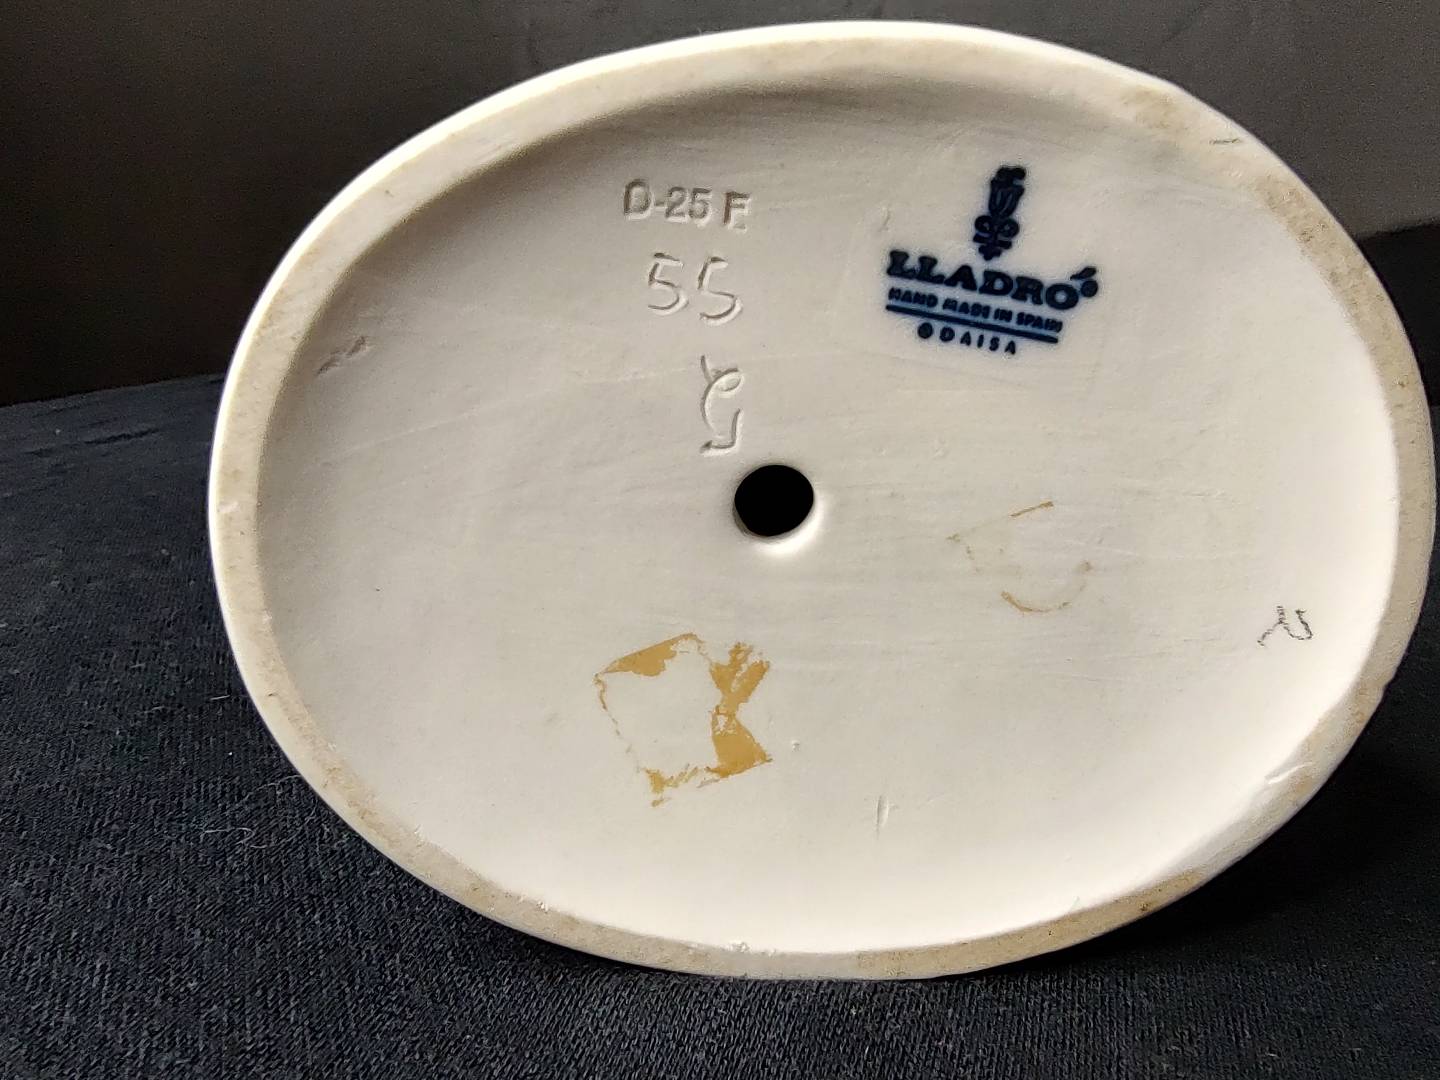 D-25 E
55
LLADRÓ
HAND MADE IN SPAIN
© DAISA